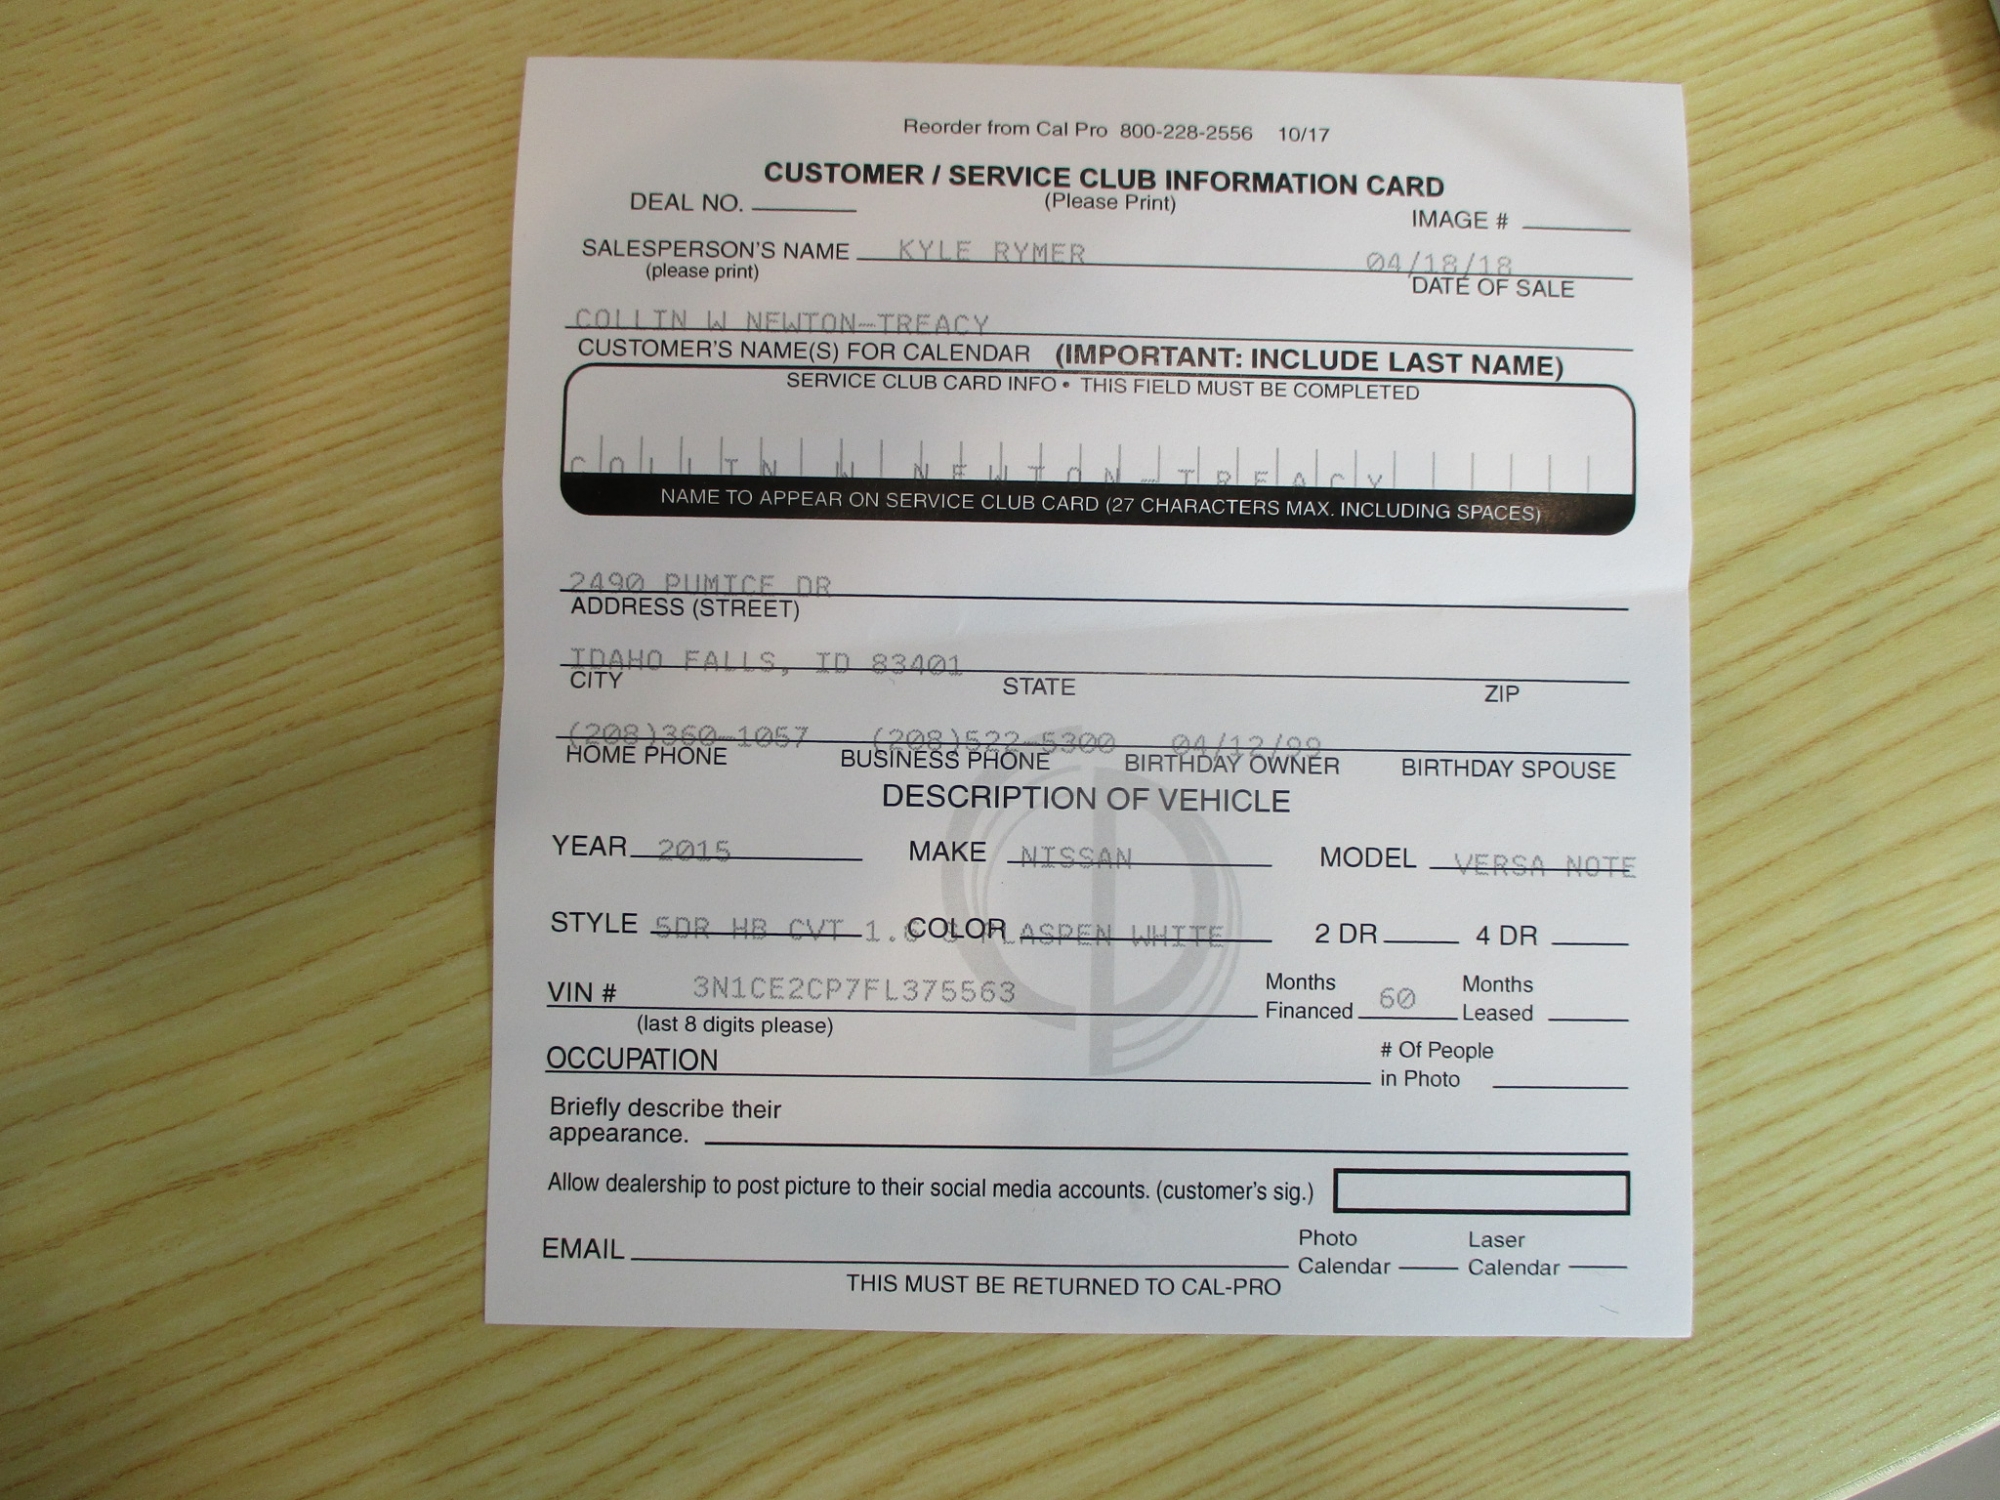 Reorder from Cal Pro 800-228-2556 10/17
CUSTOMER / SERVICE CLUB INFORMATION CARD
DEAL NO. (Please Print) IMAGE #
SALESPERSON'S NAME KYLE RYMER 04/18/18
(please print) DATE OF SALE
COLLIN W NEWTON-TREACY
CUSTOMER'S NAME(S) FOR CALENDAR (IMPORTANT: INCLUDE LAST NAME)
SERVICE CLUB CARD INFO • THIS FIELD MUST BE COMPLETED
COLLIN W NEWTON-TREACY
NAME TO APPEAR ON SERVICE CLUB CARD (27 CHARACTERS MAX. INCLUDING SPACES)
2490 PUMICE DR
ADDRESS (STREET)
IDAHO FALLS, ID 83401
CITY STATE ZIP
(208)360-1057 (208)522-5300 04/12/99
HOME PHONE BUSINESS PHONE BIRTHDAY OWNER BIRTHDAY SPOUSE
DESCRIPTION OF VEHICLE
YEAR 2015 MAKE NISSAN MODEL VERSA NOTE
STYLE 5DR HB CVT 1.6 COLOR ASPEN WHITE 2 DR 4 DR
VIN # 3N1CE2CP7FL375563 Months Financed 60 Months Leased
(last 8 digits please)
OCCUPATION # Of People in Photo
Briefly describe their
appearance.
Allow dealership to post picture to their social media accounts. (customer's sig.)
EMAIL Photo Calendar Laser Calendar
THIS MUST BE RETURNED TO CAL-PRO